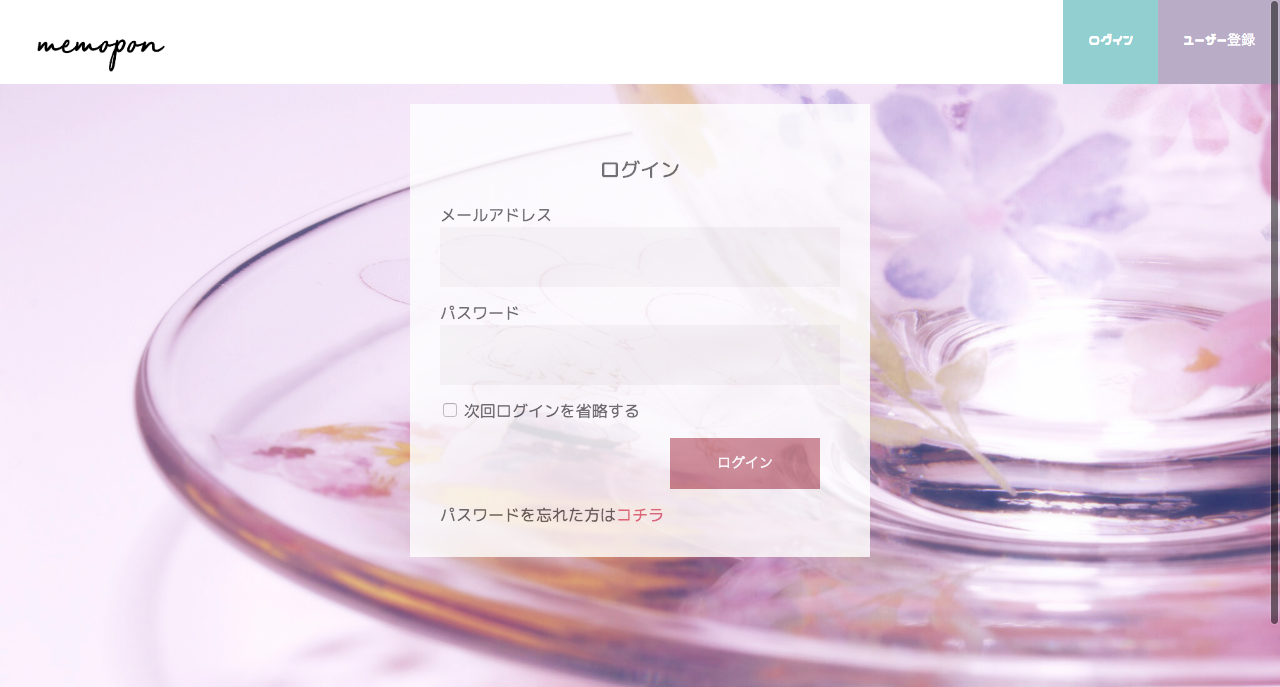 memopon
ログイン
ユーザー登録
ログイン
メールアドレス
パスワード
次回ログインを省略する
ログイン
パスワードを忘れた方はコチラ